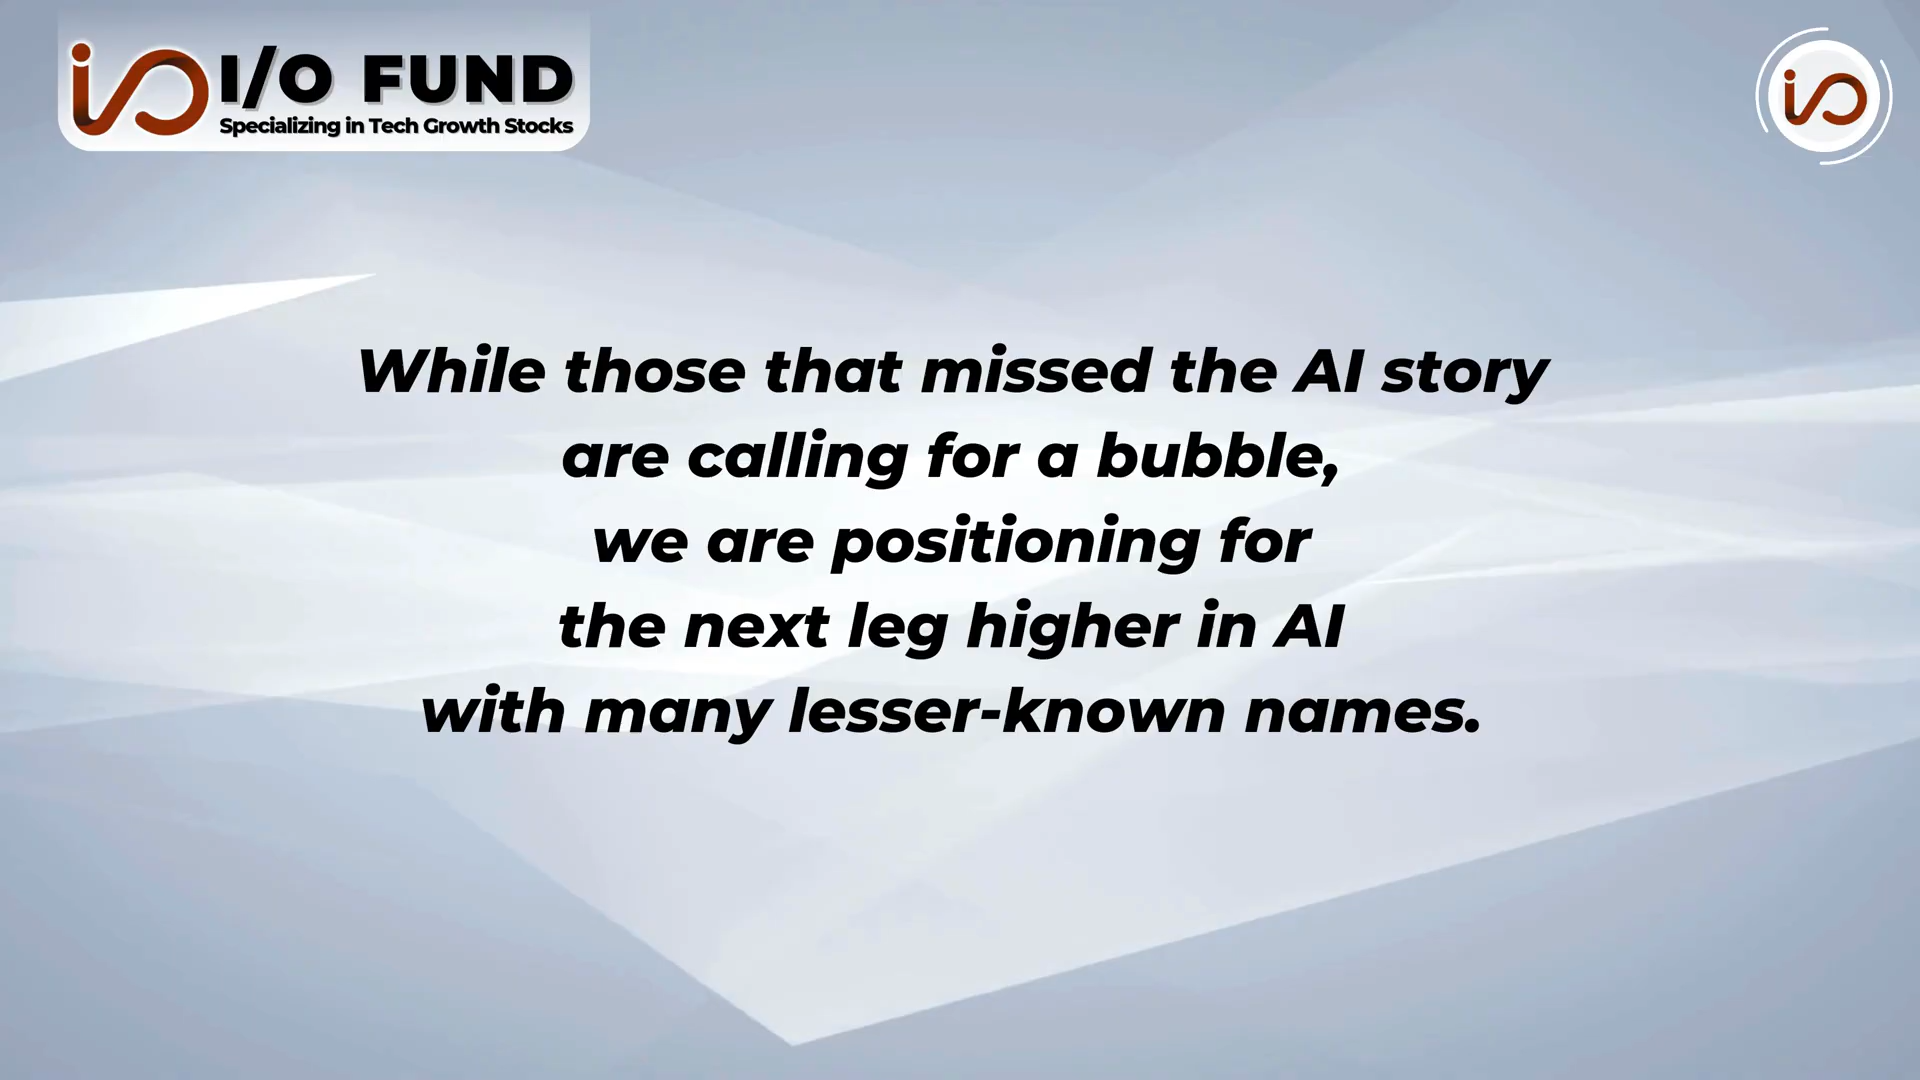 I/O FUND
Specializing in Tech Growth Stocks
While those that missed the AI story
are calling for a bubble,
we are positioning for
the next leg higher in AI
with many lesser-known names.